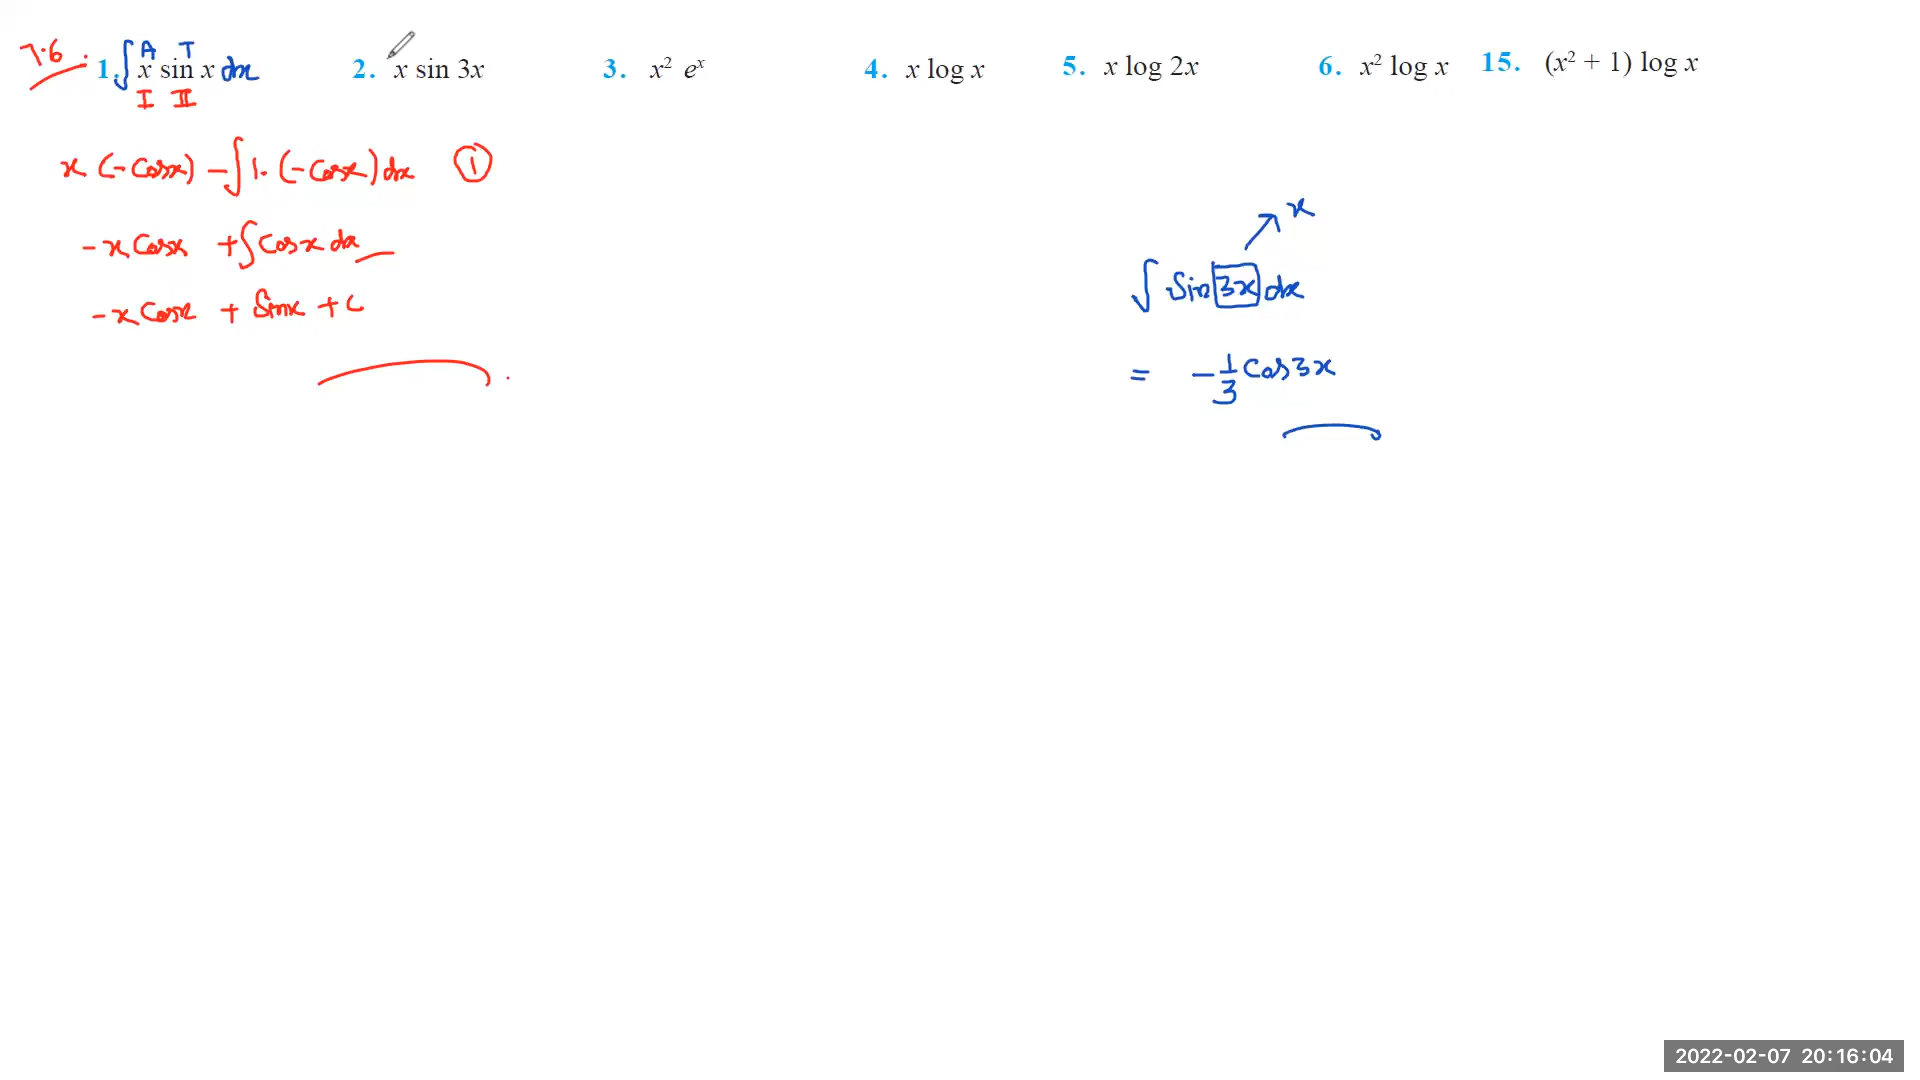 7.6.
1. ∫ x sin x dx 2. x sin 3x 3. x² eˣ 4. x log x 5. x log 2x 6. x² log x 15. (x² + 1) log x
A T
I II
x (-Cosx) - ∫ 1. (-Cosx) dx ①
-x Cosx + ∫ Cosx dx
-x Cosx + Sinx + C
x
∫ Sin 3x dx
= -1/3 Cos 3x
2022-02-07 20:16:04